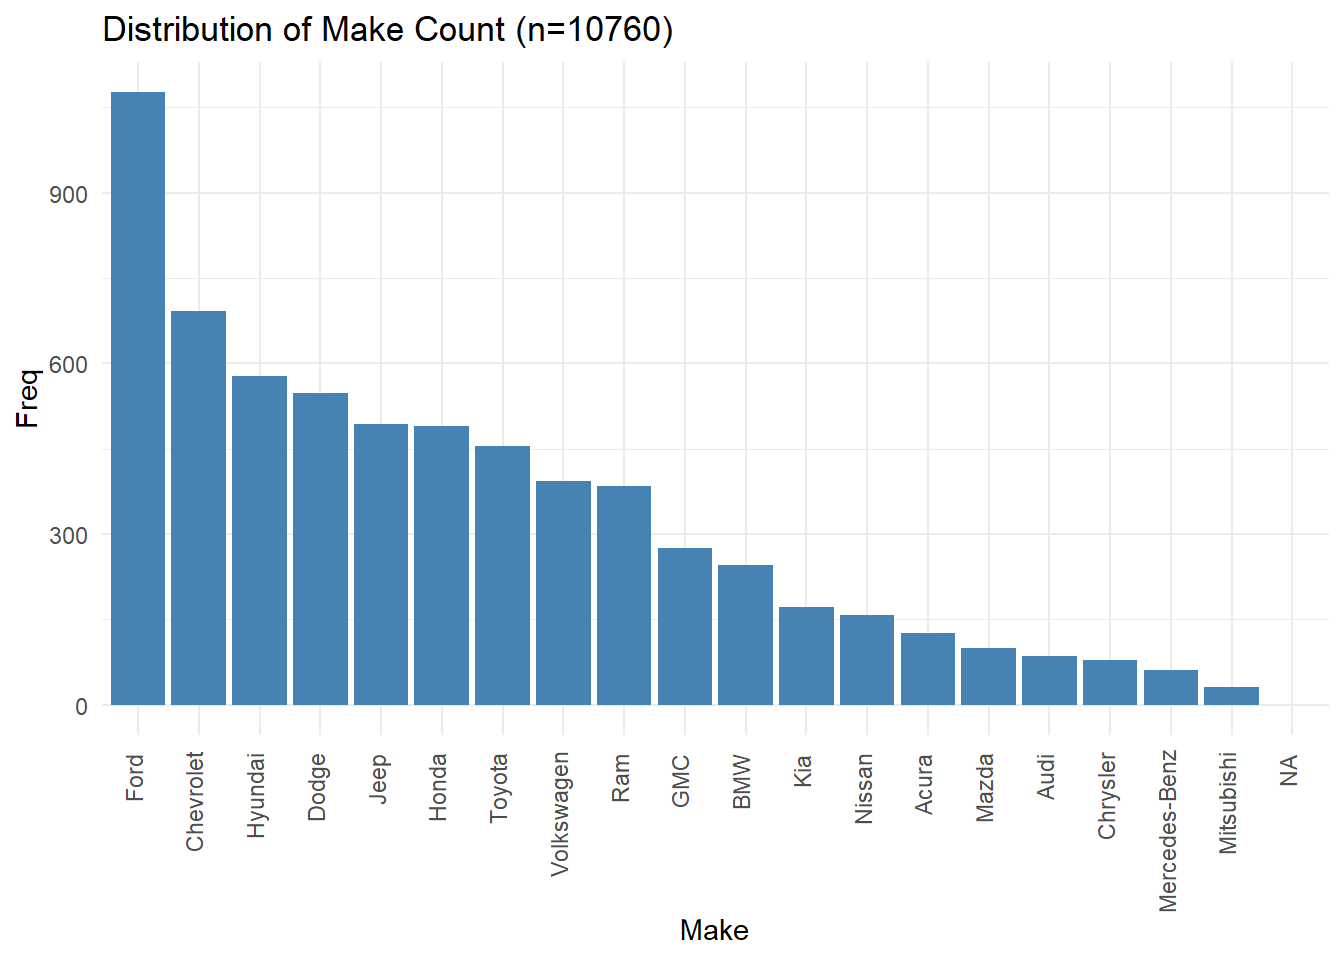 Distribution of Make Count (n=10760)
Freq
900
600
300
0
Ford
Chevrolet
Hyundai
Dodge
Jeep
Honda
Toyota
Volkswagen
Ram
GMC
BMW
Kia
Nissan
Acura
Mazda
Audi
Chrysler
Mercedes-Benz
Mitsubishi
NA
Make